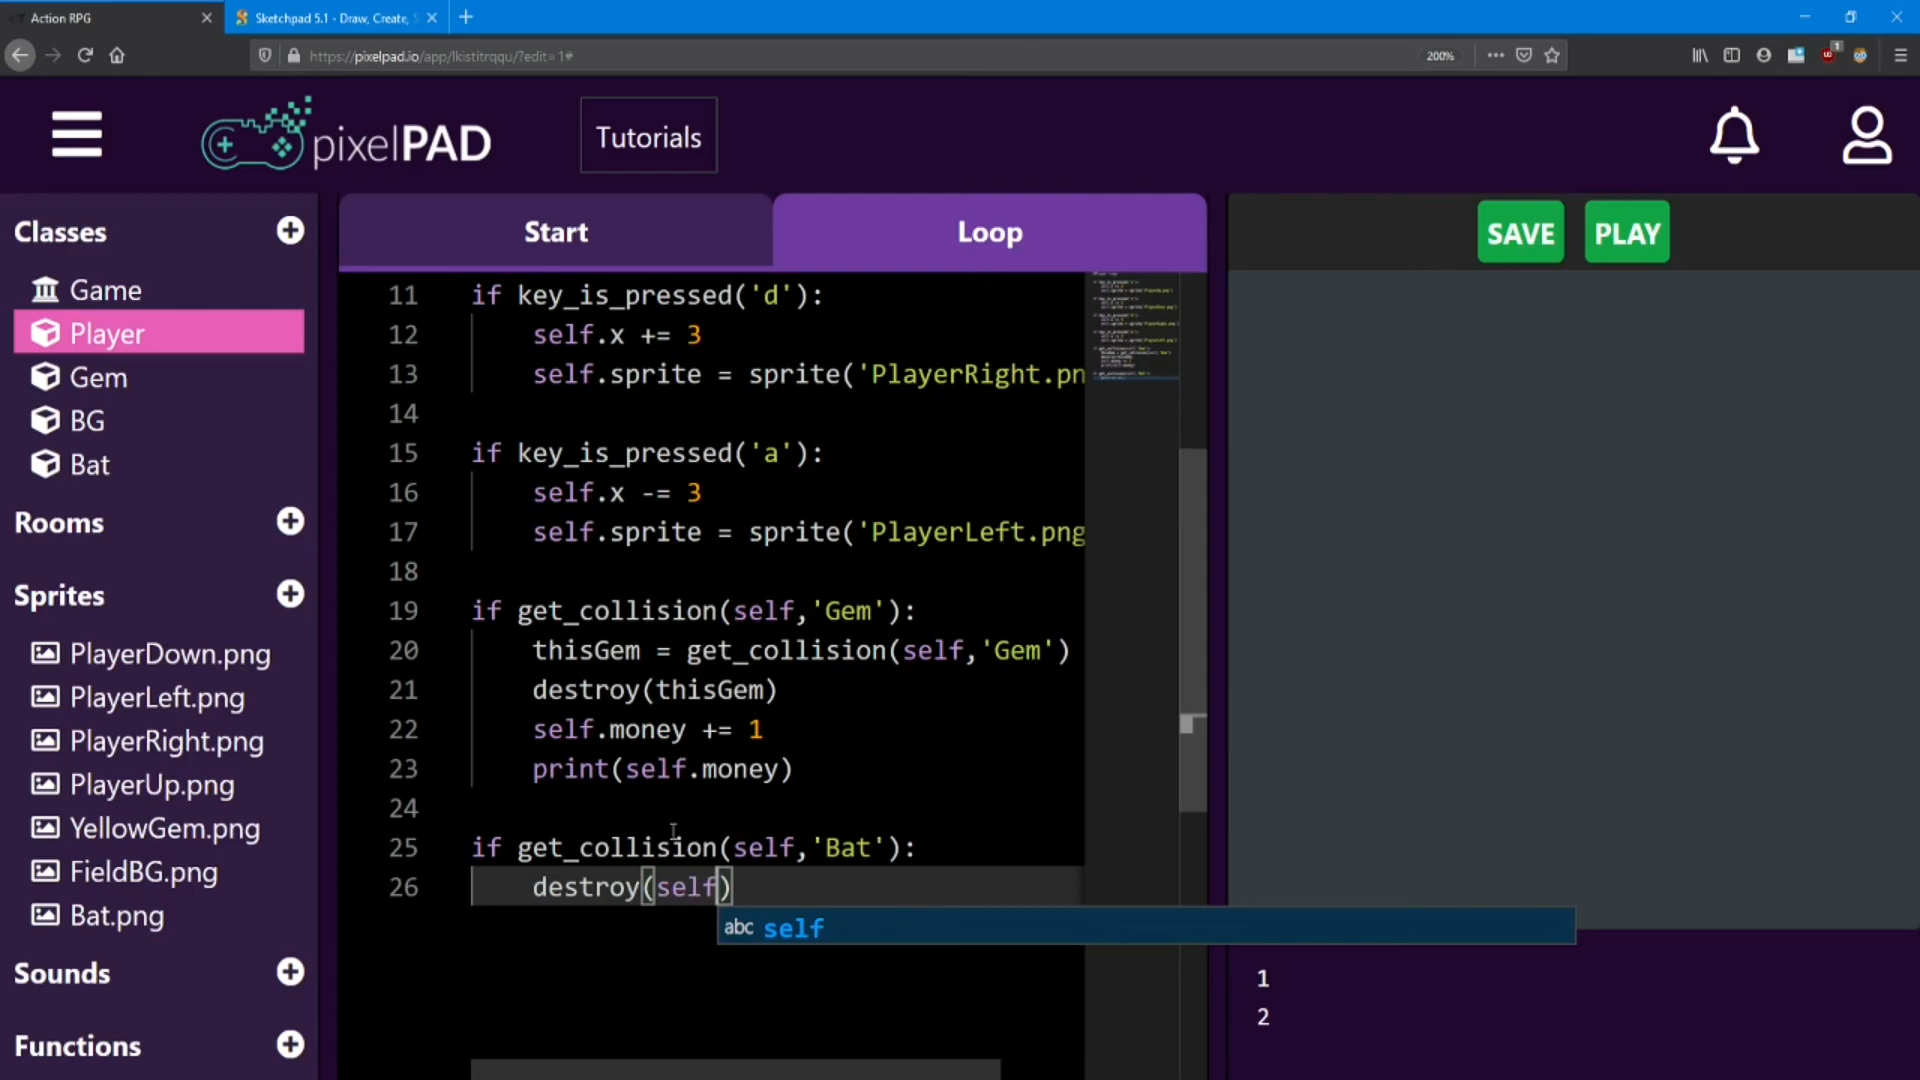 Action RPG
Sketchpad 5.1 - Draw, Create, S
https://pixelpad.io/app/lkistitrqqu/?edit=1#
200%
1
pixelPAD
Tutorials
Classes
Game
Player
Gem
BG
Bat
Rooms
Sprites
PlayerDown.png
PlayerLeft.png
PlayerRight.png
PlayerUp.png
YellowGem.png
FieldBG.png
Bat.png
Sounds
Functions
Start
Loop
11 if key_is_pressed('d'):
12 self.x += 3
13 self.sprite = sprite('PlayerRight.pn
14
15 if key_is_pressed('a'):
16 self.x -= 3
17 self.sprite = sprite('PlayerLeft.png
18
19 if get_collision(self,'Gem'):
20 thisGem = get_collision(self,'Gem')
21 destroy(thisGem)
22 self.money += 1
23 print(self.money)
24
25 if get_collision(self,'Bat'):
26 destroy(self)
abc self
SAVE
PLAY
1
2